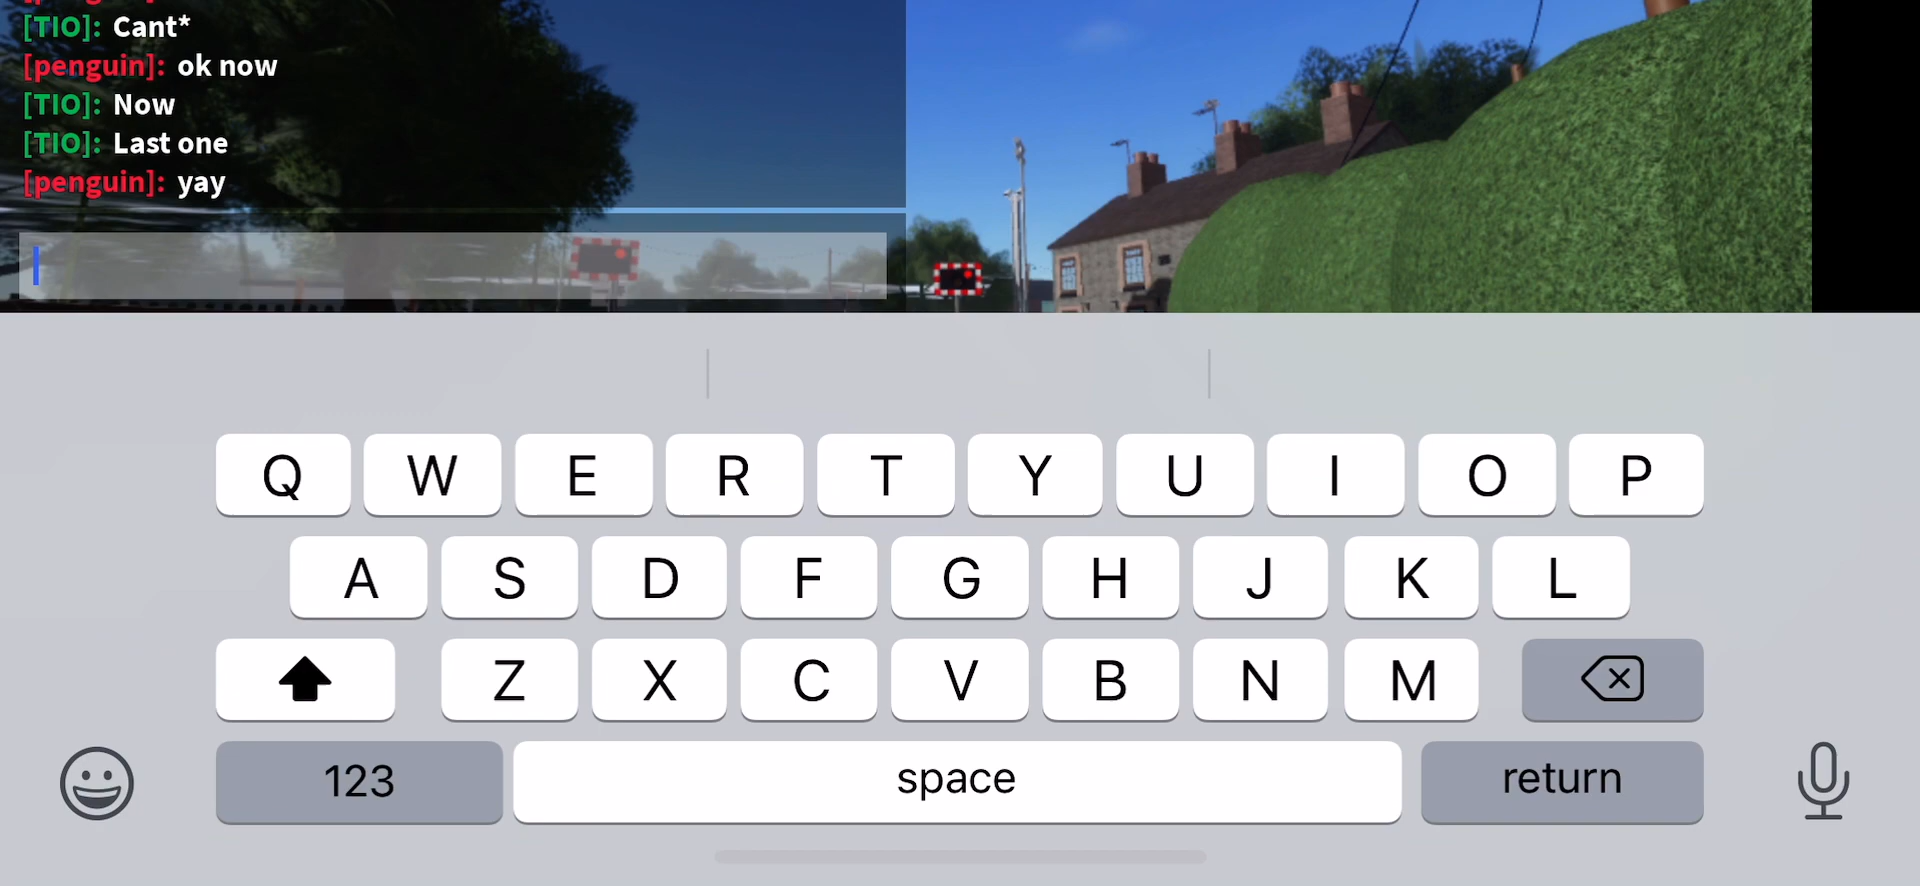 [TIO]: Cant*
[penguin]: ok now
[TIO]: Now
[TIO]: Last one
[penguin]: yay
Q W E R T Y U I O P
A S D F G H J K L
Z X C V B N M
123 space return